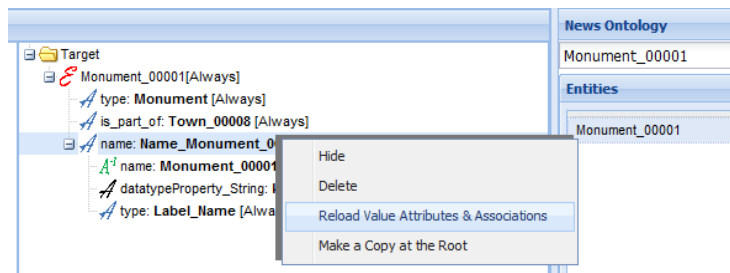 Target
Monument_00001[Always]
type: Monument [Always]
is_part_of: Town_00008 [Always]
name: Name_Monument_0
name: Monument_00001
datatypeProperty_String:
type: Label_Name [Alwa
Hide
Delete
Reload Value Attributes & Associations
Make a Copy at the Root
News Ontology
Monument_00001
Entities
Monument_00001